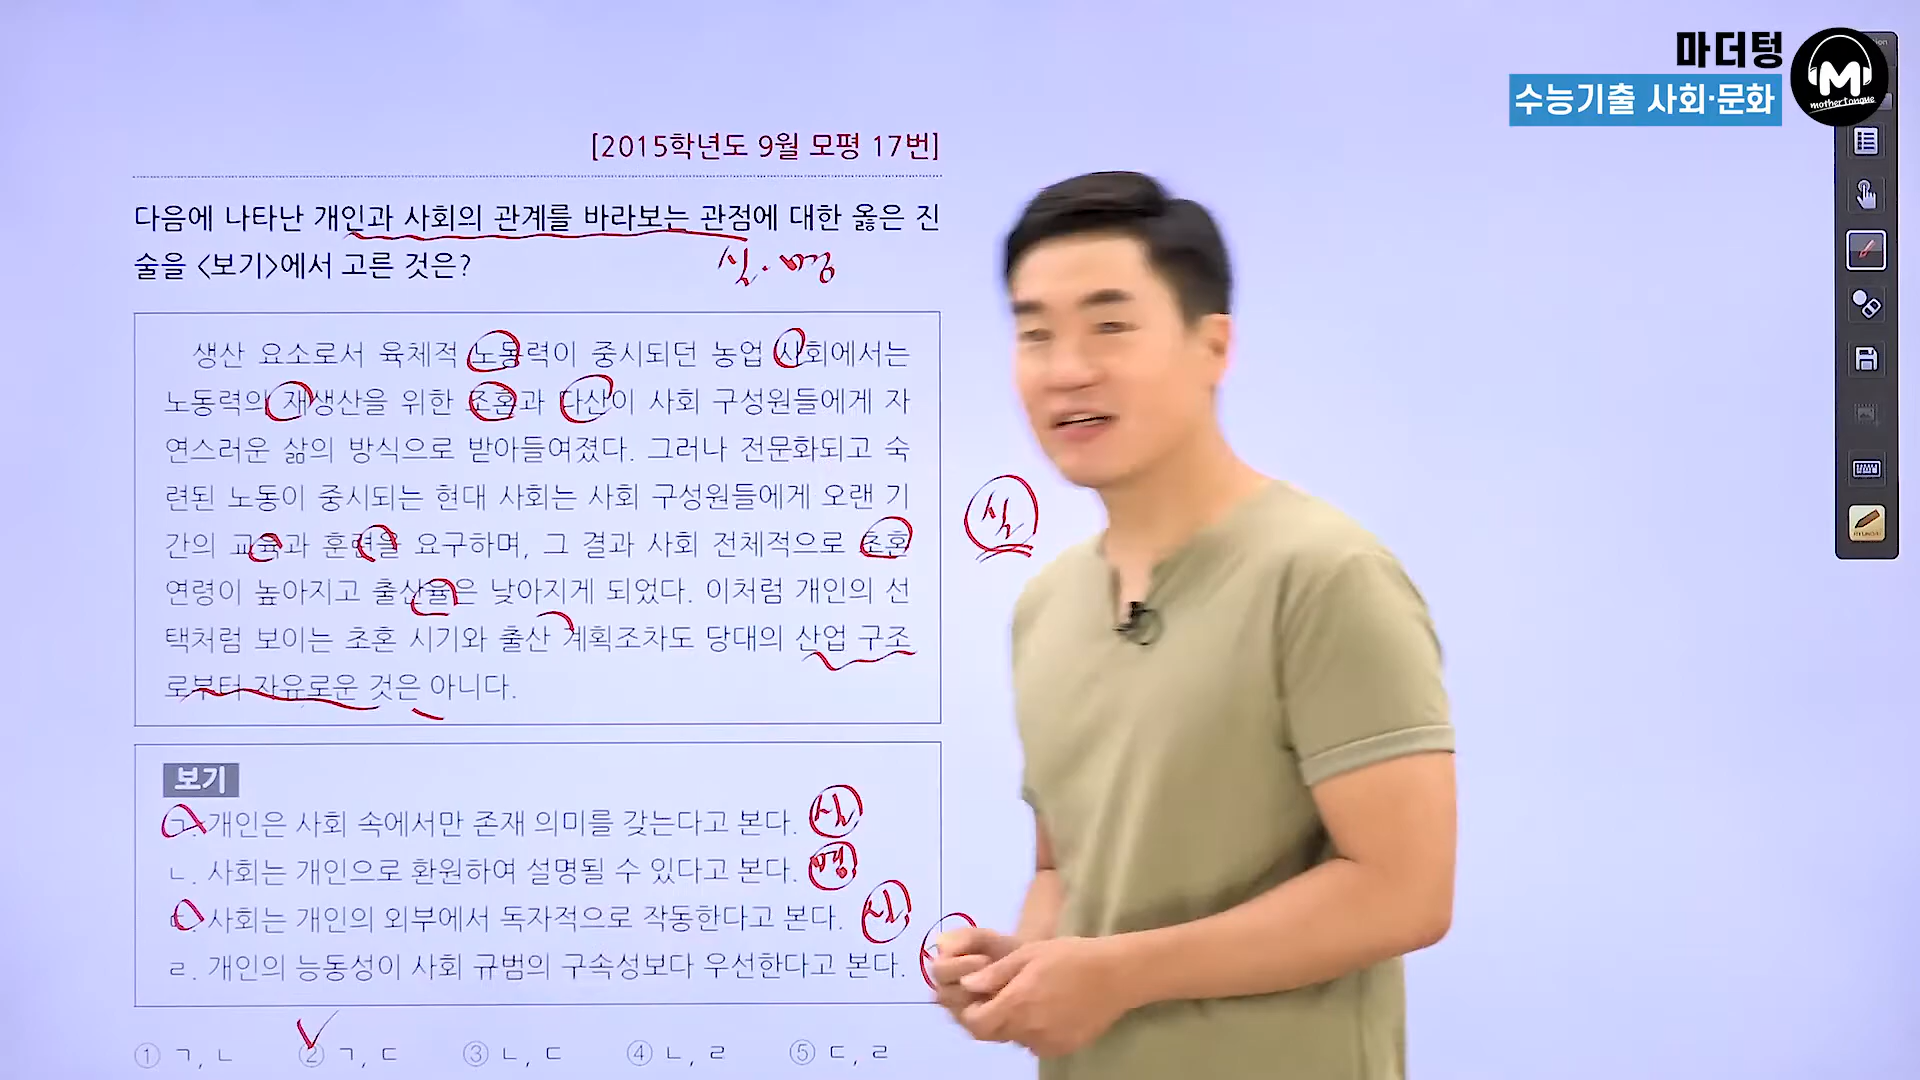 마더텅
수능기출 사회·문화
M
mothertongue
[2015학년도 9월 모평 17번]
다음에 나타난 개인과 사회의 관계를 바라보는 관점에 대한 옳은 진
술을 <보기>에서 고른 것은?
실·명
생산 요소로서 육체적 노동력이 중시되던 농업 사회에서는
노동력의 재생산을 위한 조혼과 다산이 사회 구성원들에게 자
연스러운 삶의 방식으로 받아들여졌다. 그러나 전문화되고 숙
련된 노동이 중시되는 현대 사회는 사회 구성원들에게 오랜 기
간의 교육과 훈련을 요구하며, 그 결과 사회 전체적으로 초혼
연령이 높아지고 출산율은 낮아지게 되었다. 이처럼 개인의 선
택처럼 보이는 초혼 시기와 출산 계획조차도 당대의 산업 구조
로부터 자유로운 것은 아니다.
실
보기
ㄱ. 개인은 사회 속에서만 존재 의미를 갖는다고 본다. 실
ㄴ. 사회는 개인으로 환원하여 설명될 수 있다고 본다. 명
ㄷ. 사회는 개인의 외부에서 독자적으로 작동한다고 본다. 실
ㄹ. 개인의 능동성이 사회 규범의 구속성보다 우선한다고 본다.
① ㄱ, ㄴ ② ㄱ, ㄷ ③ ㄴ, ㄷ ④ ㄴ, ㄹ ⑤ ㄷ, ㄹ